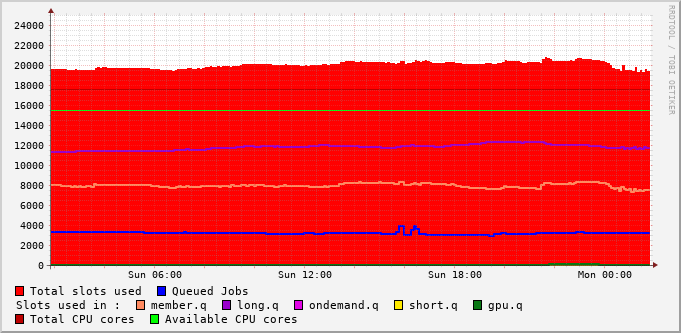 24000
22000
20000
18000
16000
14000
12000
10000
8000
6000
4000
2000
0
Sun 06:00 Sun 12:00 Sun 18:00 Mon 00:00
Total slots used Queued Jobs
Slots used in : member.q long.q ondemand.q short.q gpu.q
Total CPU cores Available CPU cores
RRDTOOL / TOBI OETIKER